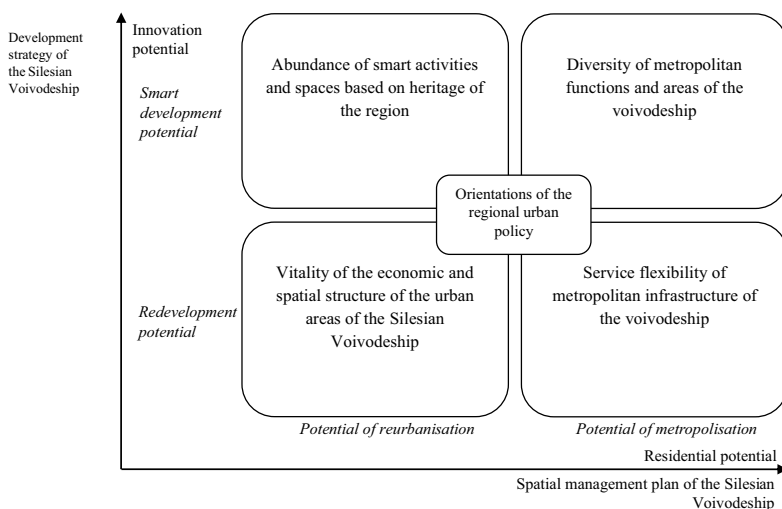 Development
strategy of
the Silesian
Voivodeship
Innovation
potential
Smart
development
potential
Abundance of smart activities
and spaces based on heritage of
the region
Diversity of metropolitan
functions and areas of the
voivodeship
Orientations of the
regional urban
policy
Redevelopment
potential
Vitality of the economic and
spatial structure of the urban
areas of the Silesian
Voivodeship
Service flexibility of
metropolitan infrastructure of
the voivodeship
Potential of reurbanisation
Potential of metropolisation
Residential potential
Spatial management plan of the Silesian
Voivodeship